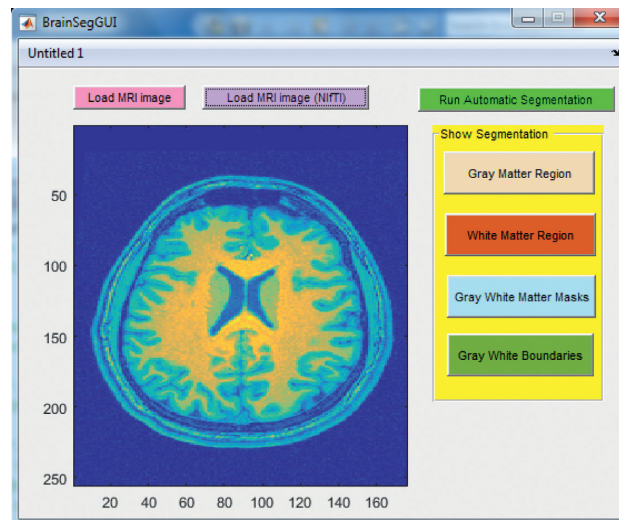 BrainSegGUI
Untitled 1
Load MRI image
Load MRI image (NIfTI)
Run Automatic Segmentation
Show Segmentation
Gray Matter Region
White Matter Region
Gray White Matter Masks
Gray White Boundaries
50
100
150
200
250
20 40 60 80 100 120 140 160